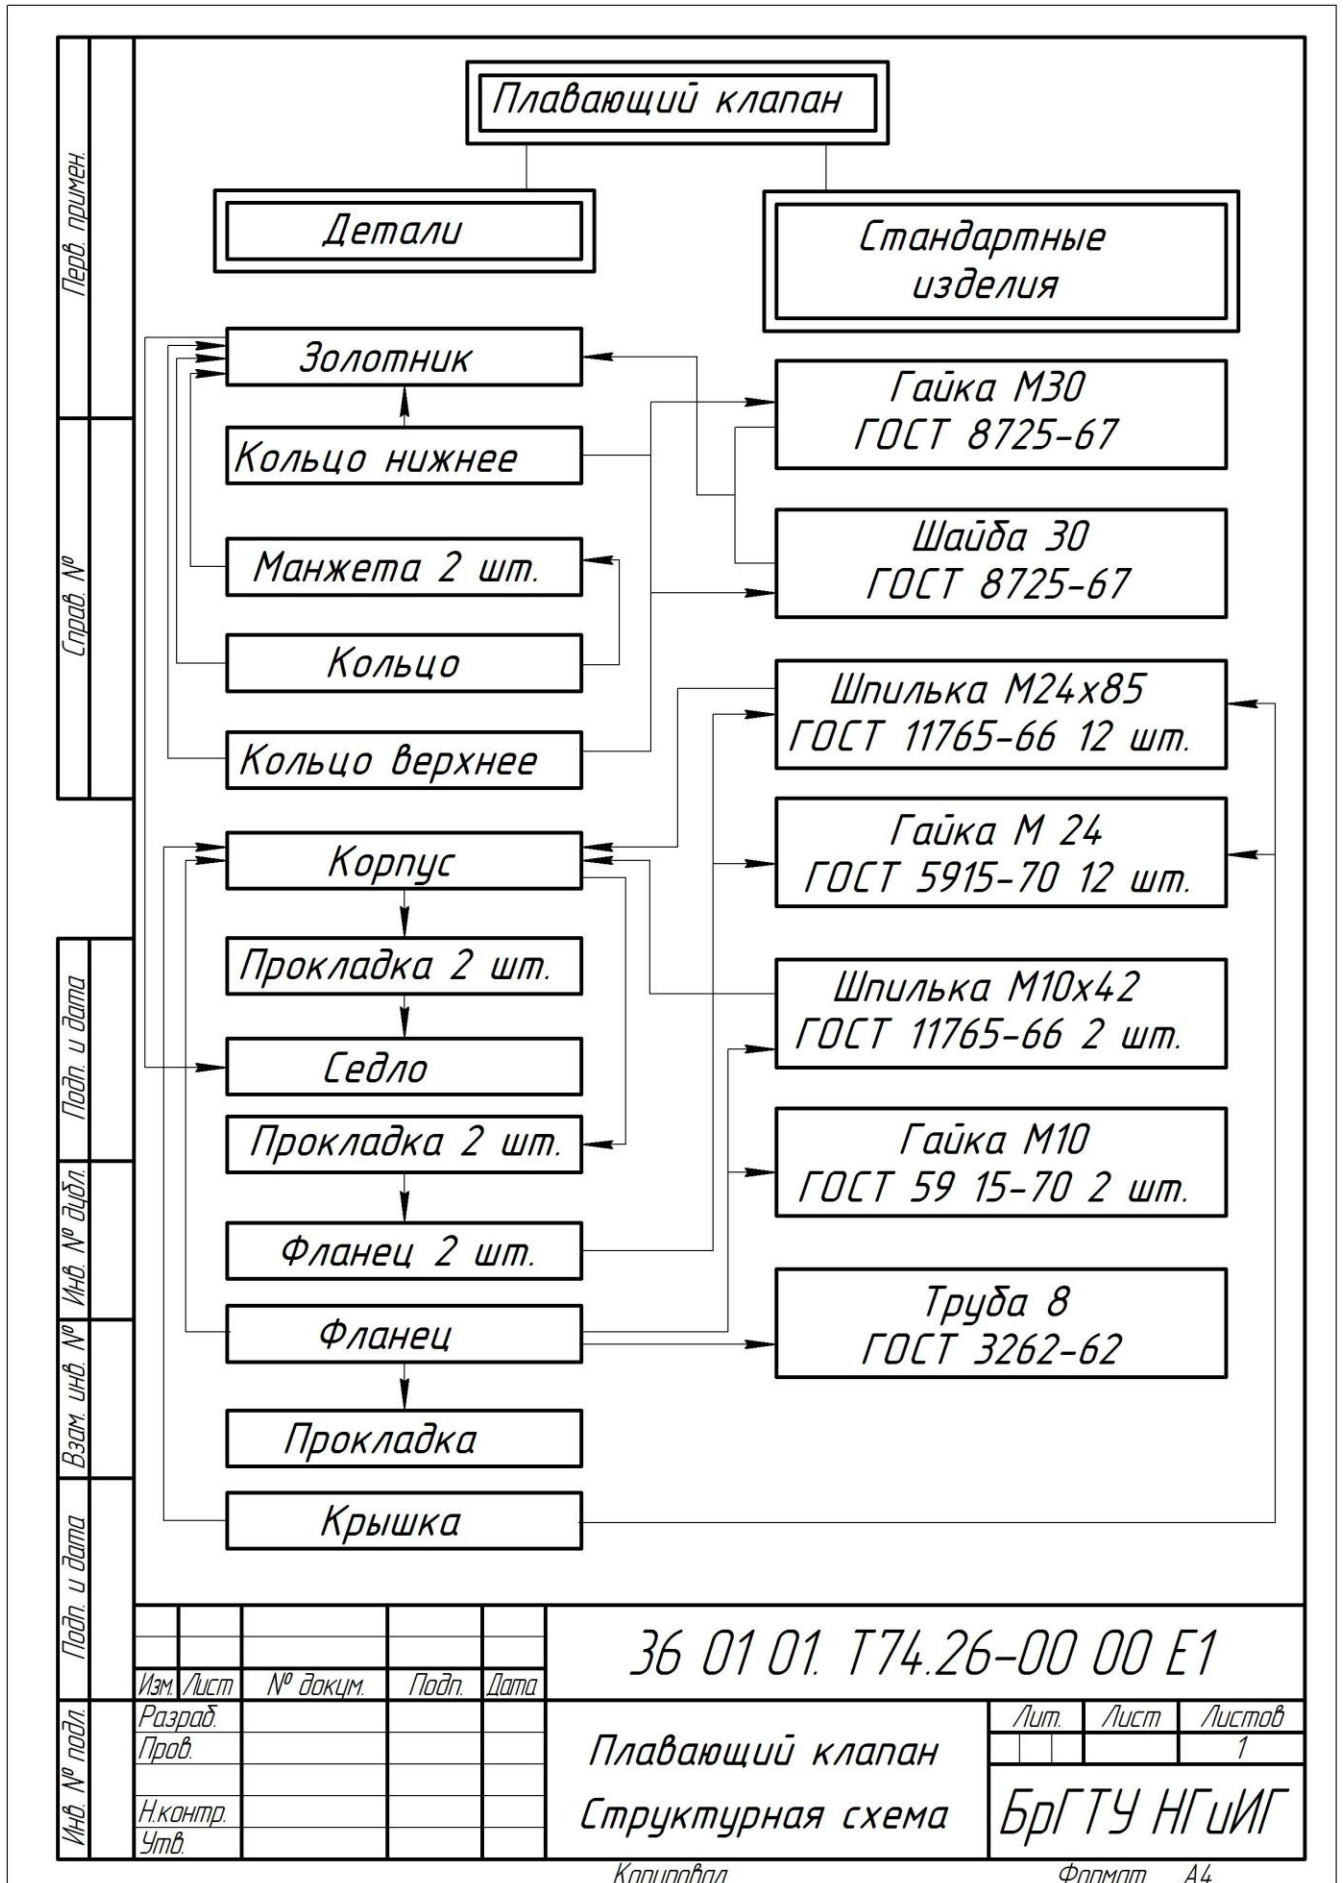 Плавающий клапан
Детали
Стандартные
изделия
Золотник
Кольцо нижнее
Манжета 2 шт.
Кольцо
Кольцо верхнее
Корпус
Прокладка 2 шт.
Седло
Прокладка 2 шт.
Фланец 2 шт.
Фланец
Прокладка
Крышка
Гайка М30
ГОСТ 8725-67
Шайба 30
ГОСТ 8725-67
Шпилька М24х85
ГОСТ 11765-66 12 шт.
Гайка М 24
ГОСТ 5915-70 12 шт.
Шпилька М10х42
ГОСТ 11765-66 2 шт.
Гайка М10
ГОСТ 59 15-70 2 шт.
Труба 8
ГОСТ 3262-62
Перв. примен.
Справ. №
Подп. и дата
Инв. № дубл.
Взам. инв. №
Подп. и дата
Инв. № подл.
36 01 01. Т74.26-00 00 Е1
Изм. Лист № докум. Подп. Дата
Разраб.
Пров.
Н.контр.
Утв.
Плавающий клапан
Структурная схема
Лит. Лист Листов
1
БрГТУ НГиИГ
Копировал
Формат А4